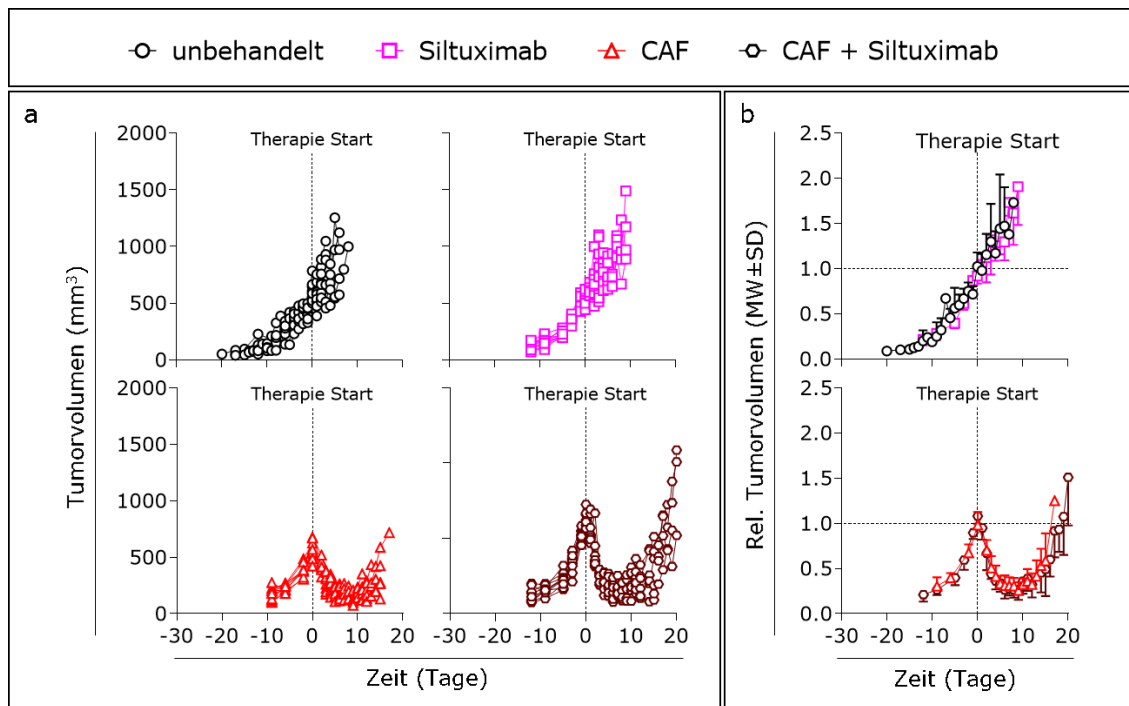 unbehandelt Siltuximab CAF CAF + Siltuximab
a
Tumorvolumen (mm³)
2000
1500
1000
500
0
Therapie Start
Therapie Start
2000
1500
1000
500
0
Therapie Start
Therapie Start
-30 -20 -10 0 10 20
-30 -20 -10 0 10 20
Zeit (Tage)
b
Rel. Tumorvolumen (MW±SD)
2.5
2.0
1.5
1.0
0.5
0.0
Therapie Start
2.5
2.0
1.5
1.0
0.5
0.0
Therapie Start
-30 -20 -10 0 10 20
Zeit (Tage)